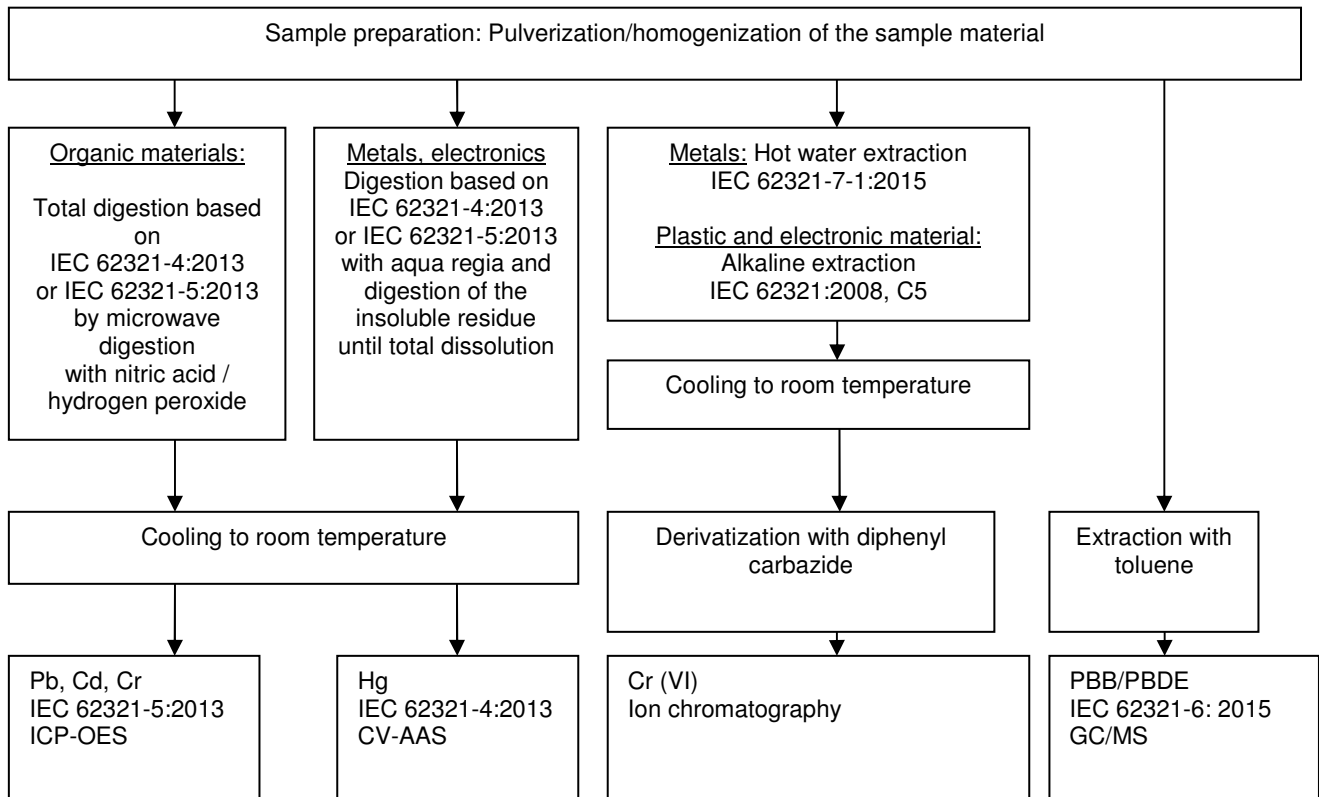 Sample preparation: Pulverization/homogenization of the sample material
Organic materials:
Total digestion based
on
IEC 62321-4:2013
or IEC 62321-5:2013
by microwave
digestion
with nitric acid /
hydrogen peroxide
Metals, electronics
Digestion based on
IEC 62321-4:2013
or IEC 62321-5:2013
with aqua regia and
digestion of the
insoluble residue
until total dissolution
Metals: Hot water extraction
IEC 62321-7-1:2015
Plastic and electronic material:
Alkaline extraction
IEC 62321:2008, C5
Cooling to room temperature
Cooling to room temperature
Derivatization with diphenyl
carbazide
Extraction with
toluene
Pb, Cd, Cr
IEC 62321-5:2013
ICP-OES
Hg
IEC 62321-4:2013
CV-AAS
Cr (VI)
Ion chromatography
PBB/PBDE
IEC 62321-6: 2015
GC/MS